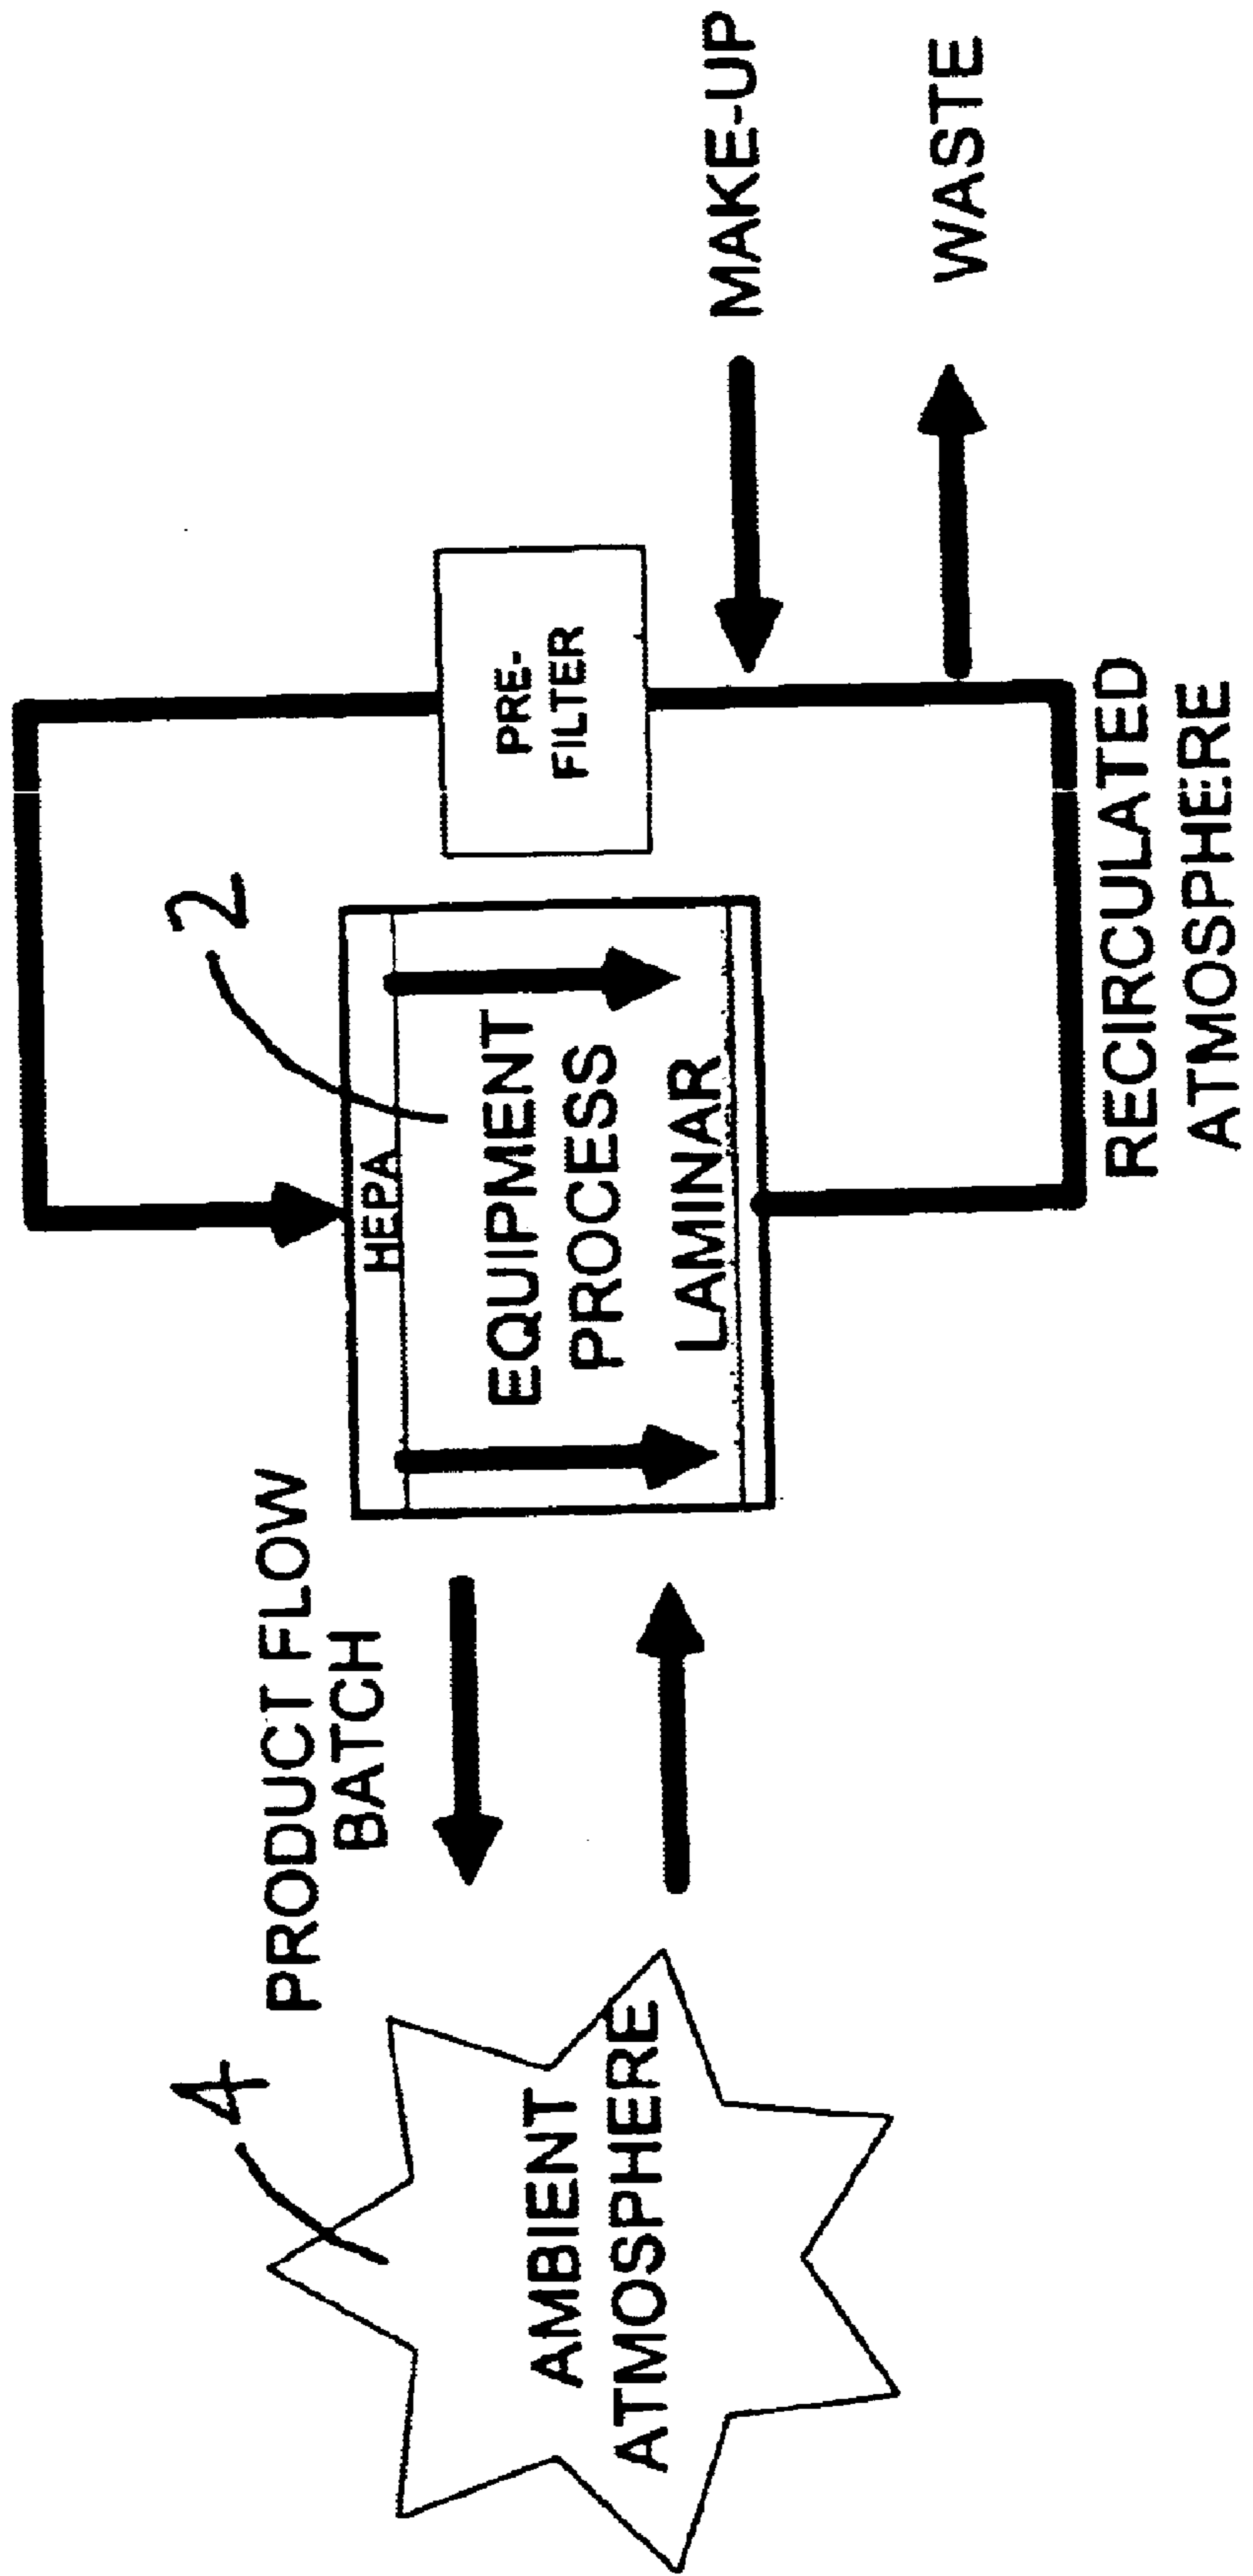 4
AMBIENT
ATMOSPHERE
PRODUCT FLOW
BATCH
2
HEPA
EQUIPMENT
PROCESS
LAMINAR
PRE-
FILTER
RECIRCULATED
ATMOSPHERE
MAKE-UP
WASTE